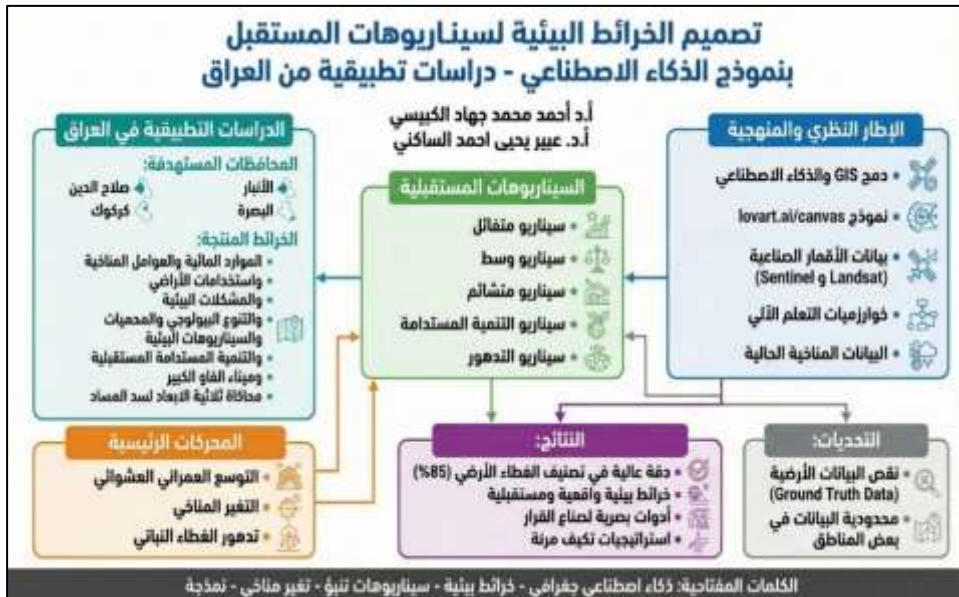 تصميم الخرائط البيئية لسيناريوهات المستقبل
بنموذج الذكاء الاصطناعي - دراسات تطبيقية من العراق
أ.د أحمد محمد جهاد الكبيسي
أ.د. عبير يحيى احمد الساكني
الإطار النظري والمنهجية
دمج GIS والذكاء الاصطناعي
نموذج lovart.ai/canvas
بيانات الأقمار الصناعية
(Sentinel و Landsat)
خوارزميات التعلم الآلي
البيانات المناخية الحالية
السيناريوهات المستقبلية
سيناريو متفائل
سيناريو وسط
سيناريو متشائم
سيناريو التنمية المستدامة
سيناريو التدهور
الدراسات التطبيقية في العراق
المحافظات المستهدفة:
الأنبار
صلاح الدين
البصرة
كركوك
الخرائط المنتجة:
الموارد المائية والعوامل المناخية
واستخدامات الأراضي
والمشكلات البيئية
والتنوع البيولوجي والمحميات
والسيناريوهات البيئية
والتنمية المستدامة المستقبلية
وميناء الفاو الكبير
محاكاة ثلاثية الابعاد لسد المساد
التحديات:
نقص البيانات الأرضية
(Ground Truth Data)
محدودية البيانات في
بعض المناطق
النتائج:
دقة عالية في تصنيف الغطاء الأرضي (85%)
خرائط بيئية واقعية ومستقبلية
أدوات بصرية لصناع القرار
استراتيجيات تكيف مرنة
المحركات الرئيسية
التوسع العمراني العشوائي
التغير المناخي
تدهور الغطاء النباتي
الكلمات المفتاحية: ذكاء اصطناعي جغرافي - خرائط بيئية - سيناريوهات تنبؤ - تغير مناخي - نمذجة